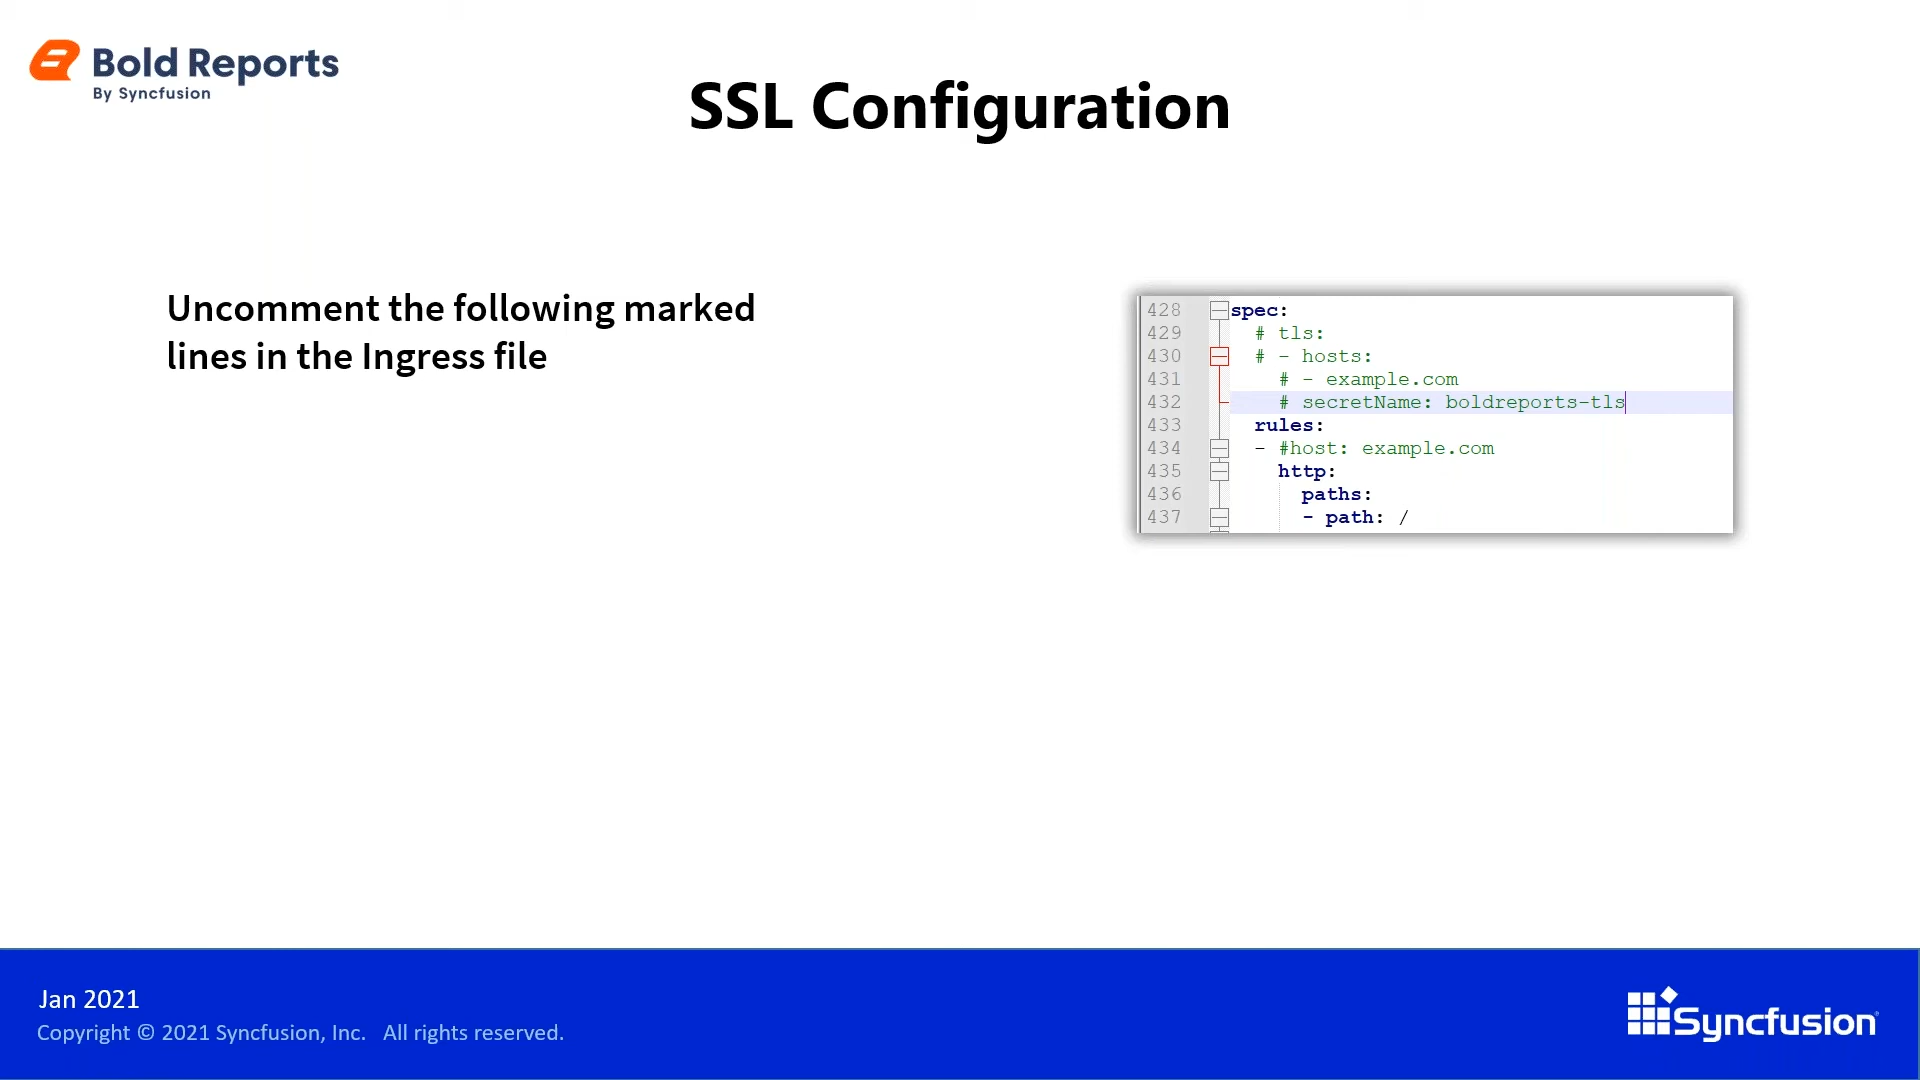 Bold Reports
By Syncfusion
SSL Configuration
Uncomment the following marked
lines in the Ingress file
428 spec:
429 # tls:
430 # - hosts:
431 # - example.com
432 # secretName: boldreports-tls
433 rules:
434 - #host: example.com
435 http:
436 paths:
437 - path: /
Jan 2021
Copyright © 2021 Syncfusion, Inc. All rights reserved.
Syncfusion